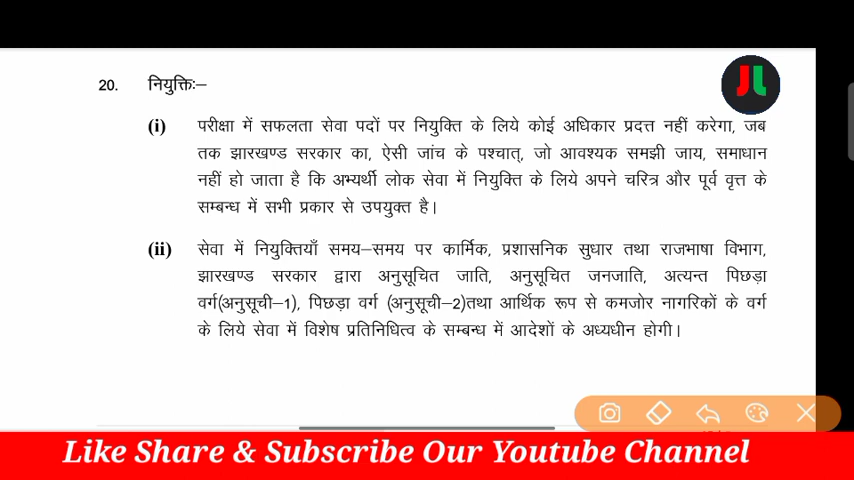 20. नियुक्तिः–
(i) परीक्षा में सफलता सेवा पदों पर नियुक्ति के लिये कोई अधिकार प्रदत्त नहीं करेगा, जब
तक झारखण्ड सरकार का, ऐसी जांच के पश्चात्, जो आवश्यक समझी जाय, समाधान
नहीं हो जाता है कि अभ्यर्थी लोक सेवा में नियुक्ति के लिये अपने चरित्र और पूर्व वृत्त के
सम्बन्ध में सभी प्रकार से उपयुक्त है।
(ii) सेवा में नियुक्तियाँ समय–समय पर कार्मिक, प्रशासनिक सुधार तथा राजभाषा विभाग,
झारखण्ड सरकार द्वारा अनुसूचित जाति, अनुसूचित जनजाति, अत्यन्त पिछड़ा
वर्ग(अनुसूची–1), पिछड़ा वर्ग (अनुसूची–2)तथा आर्थिक रूप से कमजोर नागरिकों के वर्ग
के लिये सेवा में विशेष प्रतिनिधित्व के सम्बन्ध में आदेशों के अध्यधीन होगी।
Like Share & Subscribe Our Youtube Channel